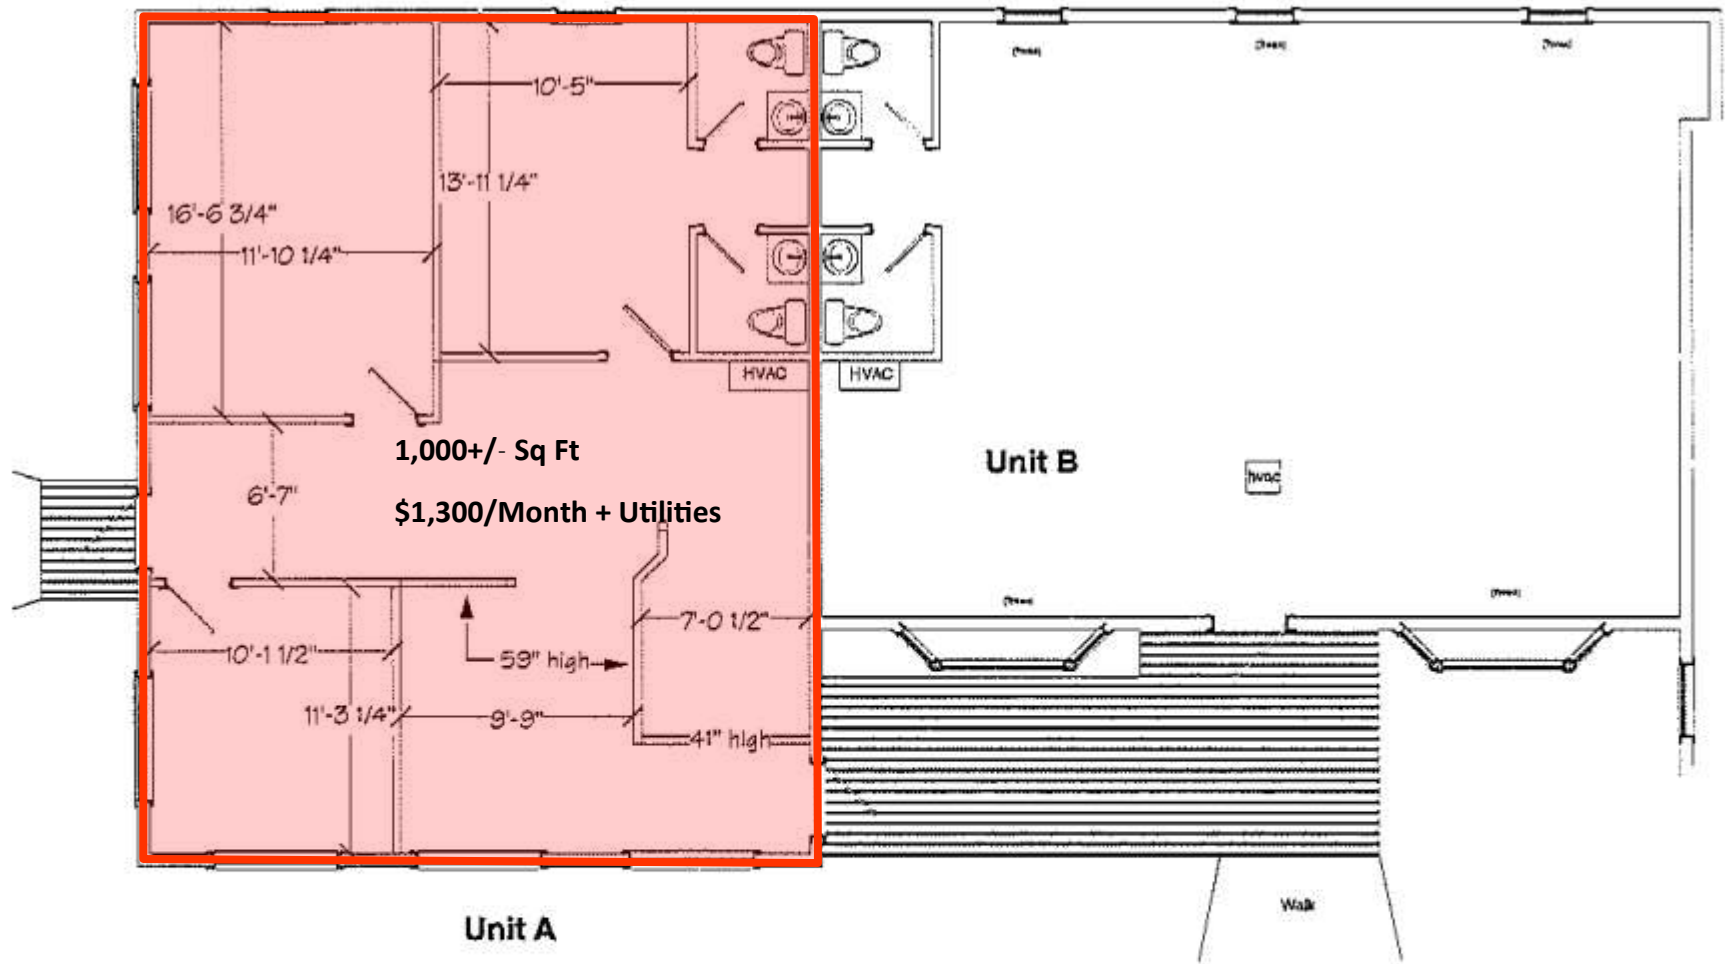 10'-5"
13'-11 1/4"
16'-6 3/4"
11'-10 1/4"
HVAC
HVAC
1,000+/- Sq Ft
Unit B
hvac
6'-7"
$1,300/Month + Utilities
7'-0 1/2"
10'-1 1/2"
59" high
11'-3 1/4"
9'-9"
41" high
Walk
Unit A